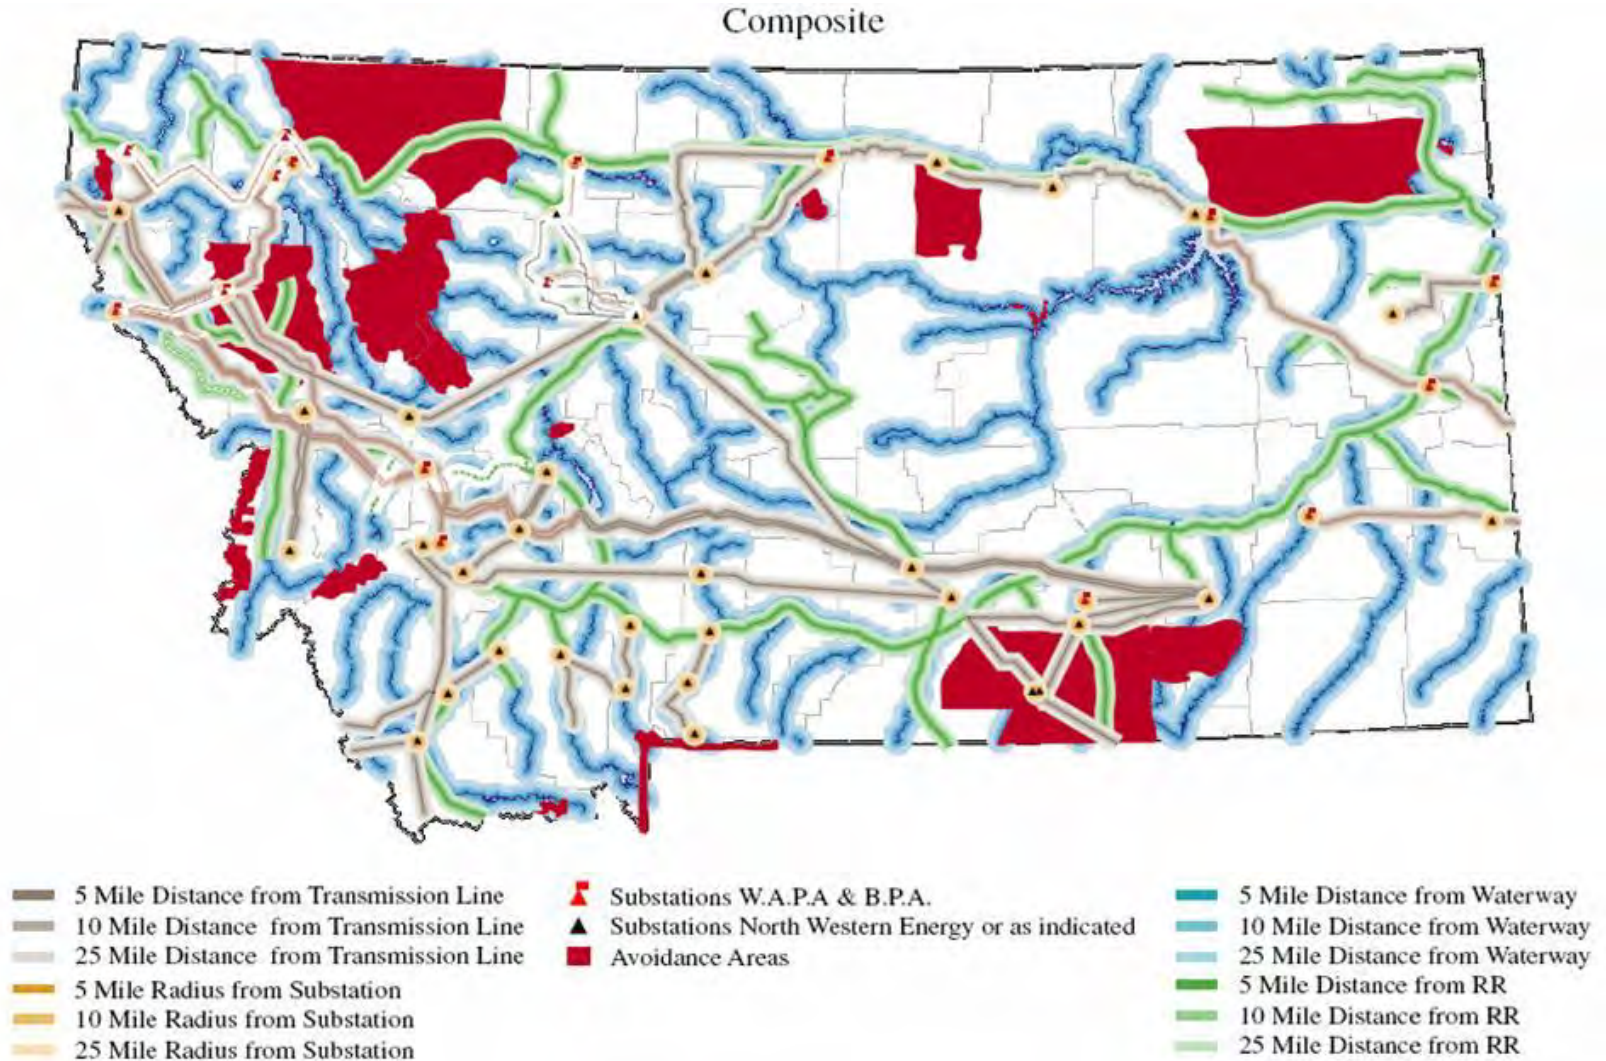 Composite
5 Mile Distance from Transmission Line
10 Mile Distance from Transmission Line
25 Mile Distance from Transmission Line
5 Mile Radius from Substation
10 Mile Radius from Substation
25 Mile Radius from Substation
Substations W.A.P.A & B.P.A.
Substations North Western Energy or as indicated
Avoidance Areas
5 Mile Distance from Waterway
10 Mile Distance from Waterway
25 Mile Distance from Waterway
5 Mile Distance from RR
10 Mile Distance from RR
25 Mile Distance from RR